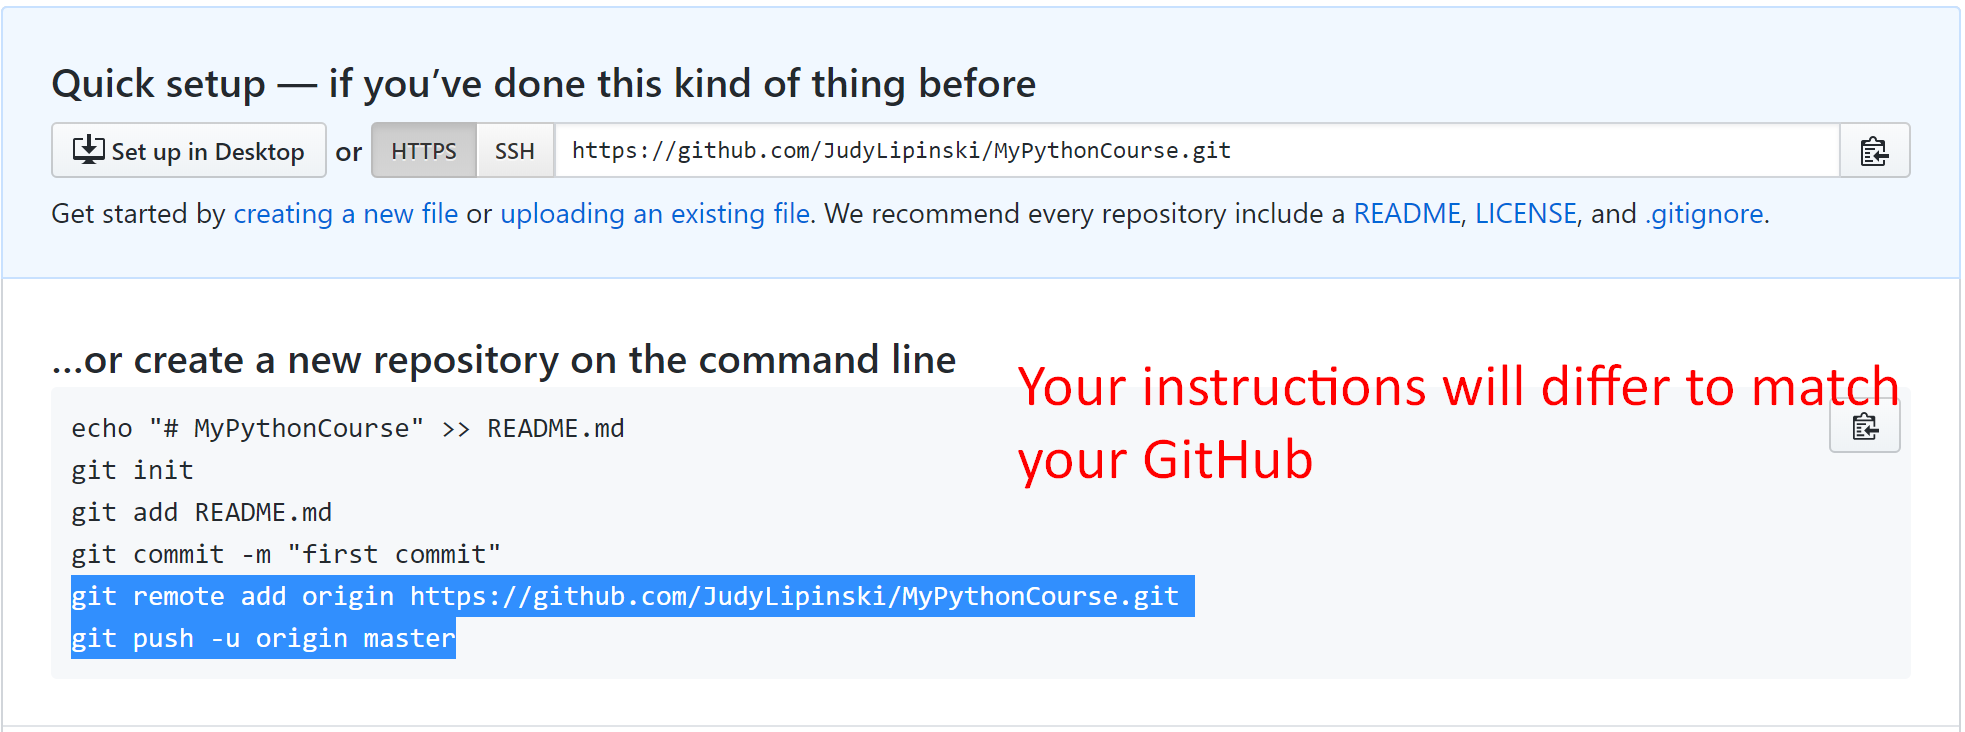 Quick setup — if you’ve done this kind of thing before
Set up in Desktop or HTTPS SSH https://github.com/JudyLipinski/MyPythonCourse.git
Get started by creating a new file or uploading an existing file. We recommend every repository include a README, LICENSE, and .gitignore.
…or create a new repository on the command line
Your instructions will differ to match
your GitHub
echo "# MyPythonCourse" >> README.md
git init
git add README.md
git commit -m "first commit"
git remote add origin https://github.com/JudyLipinski/MyPythonCourse.git
git push -u origin master